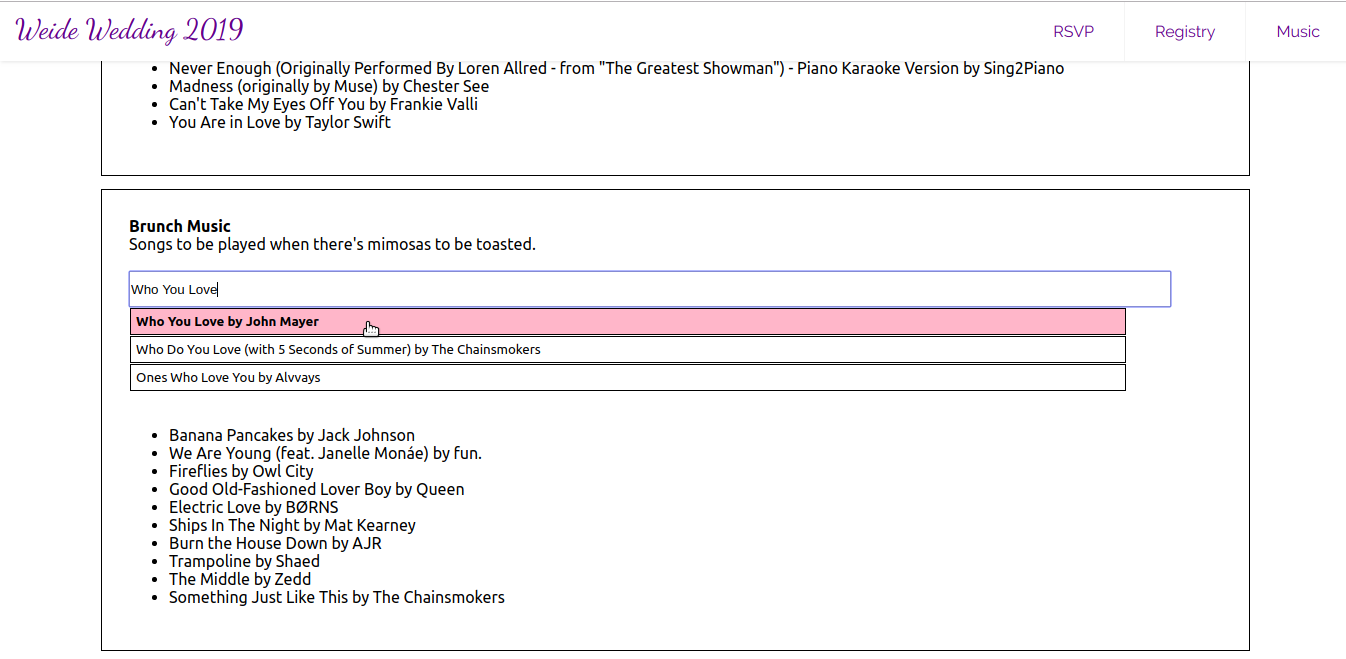 Weide Wedding 2019
RSVP
Registry
Music
Never Enough (Originally Performed By Loren Allred - from "The Greatest Showman") - Piano Karaoke Version by Sing2Piano
Madness (originally by Muse) by Chester See
Can't Take My Eyes Off You by Frankie Valli
You Are in Love by Taylor Swift
Brunch Music
Songs to be played when there's mimosas to be toasted.
Who You Love
Who You Love by John Mayer
Who Do You Love (with 5 Seconds of Summer) by The Chainsmokers
Ones Who Love You by Alvvays
Banana Pancakes by Jack Johnson
We Are Young (feat. Janelle Monáe) by fun.
Fireflies by Owl City
Good Old-Fashioned Lover Boy by Queen
Electric Love by BØRNS
Ships In The Night by Mat Kearney
Burn the House Down by AJR
Trampoline by Shaed
The Middle by Zedd
Something Just Like This by The Chainsmokers